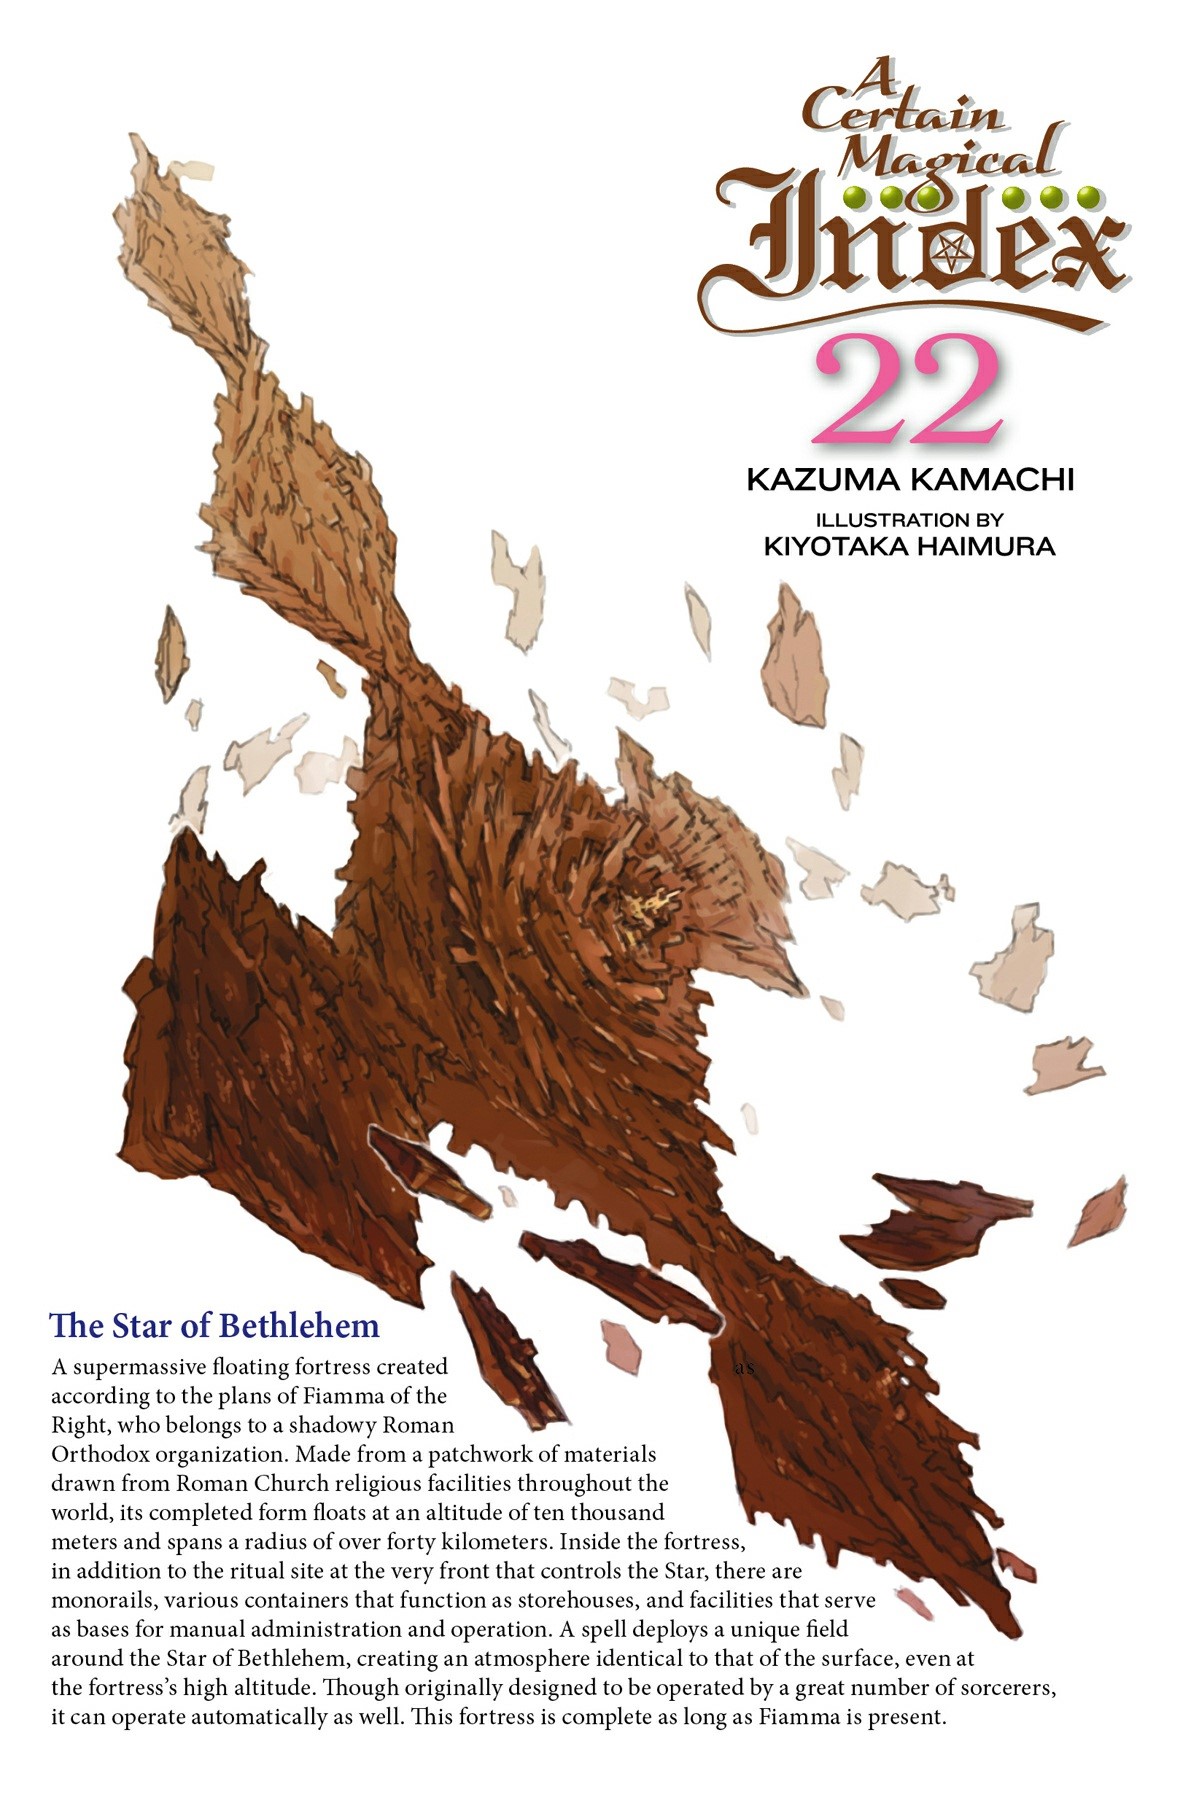 A
Certain
Magical
Index
22
KAZUMA KAMACHI
ILLUSTRATION BY
KIYOTAKA HAIMURA
The Star of Bethlehem
A supermassive floating fortress created
as
according to the plans of Fiamma of the
Right, who belongs to a shadowy Roman
Orthodox organization. Made from a patchwork of materials
drawn from Roman Church religious facilities throughout the
world, its completed form floats at an altitude of ten thousand
meters and spans a radius of over forty kilometers. Inside the fortress,
in addition to the ritual site at the very front that controls the Star, there are
monorails, various containers that function as storehouses, and facilities that serve
as bases for manual administration and operation. A spell deploys a unique field
around the Star of Bethlehem, creating an atmosphere identical to that of the surface, even at
the fortress's high altitude. Though originally designed to be operated by a great number of sorcerers,
it can operate automatically as well. This fortress is complete as long as Fiamma is present.